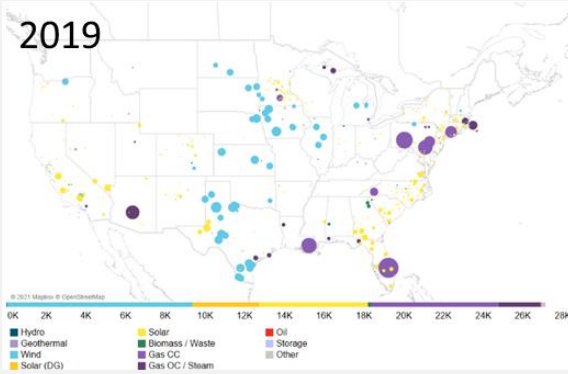 2019
© 2021 Mapbox © OpenStreetMap
0K 2K 4K 6K 8K 10K 12K 14K 16K 18K 20K 22K 24K 26K 28K
Hydro Solar Oil
Geothermal Biomass / Waste Storage
Wind Gas CC Other
Solar (DG) Gas OC / Steam